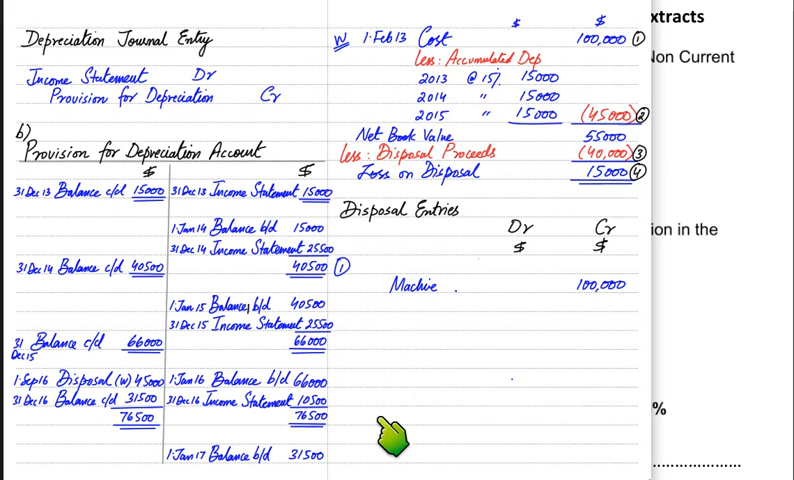 Depreciation Journal Entry
Income Statement Dr
Provision for Depreciation Cr
b)
Provision for Depreciation Account
$ $
31 Dec 13 Balance c/d 15000 31 Dec 13 Income Statement 15000
1·Jan 14 Balance b/d 15000
31 Dec 14 Income Statement 25500
31 Dec 14 Balance c/d 40500 40500 ①
1·Jan 15 Balance b/d 40500
31 Dec 15 Income Statement 25500
31 Dec 15 Balance c/d 66000 66000
1·Sep 16 Disposal (w) 45000 1·Jan 16 Balance b/d 66000
31 Dec 16 Balance c/d 31500 31 Dec 16 Income Statement 10500
76500 76500
1·Jan 17 Balance b/d 31500
$ $
W 1·Feb 13 Cost 100,000 ①
less: Accumulated Dep
2013 @ 15% 15000
2014 " 15000
2015 " 15000 (45000) ②
Net Book Value 55000
less: Disposal Proceeds (40,000) ③
Loss on Disposal 15000 ④
Disposal Entries
Dr Cr
$ $
Machine . 100,000
xtracts
Non Current
ion in the
%
....................